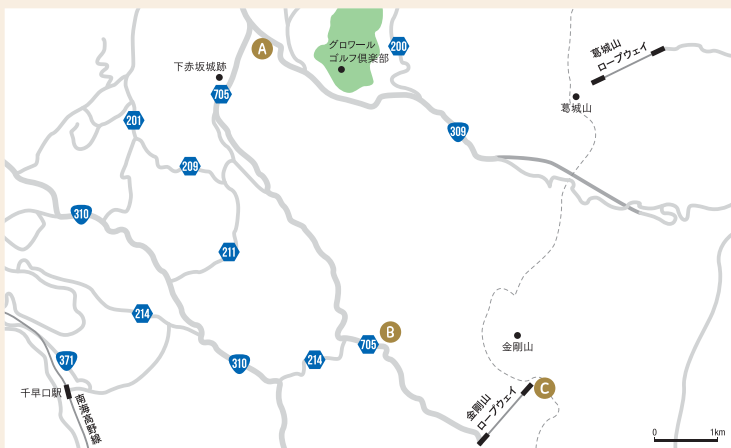 A
グロワール
ゴルフ倶楽部
200
葛城山
ロープウェイ
下赤坂城跡
705
葛城山
201
309
209
310
211
214
B
705
金剛山
371
310
214
千早口駅
南海高野線
金剛山
ロープウェイ
C
0 1km